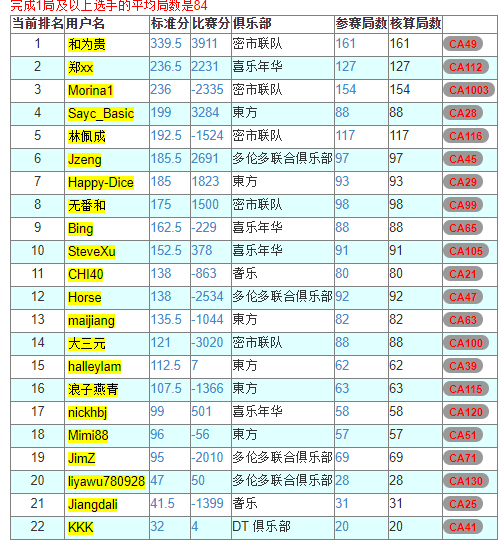 完成1局及以上选手的平均局数是84
当前排名 用户名 标准分 比赛分 俱乐部 参赛局数 核算局数
1 和为贵 339.5 3911 密市联队 161 161 CA49
2 郑xx 236.5 2231 喜乐年华 127 127 CA112
3 Morina1 236 -2335 密市联队 154 154 CA1003
4 Sayc_Basic 199 3284 東方 88 88 CA28
5 林佩成 192.5 -1524 密市联队 117 117 CA116
6 Jzeng 185.5 2691 多伦多联合俱乐部 97 97 CA45
7 Happy-Dice 185 1823 東方 93 93 CA29
8 无番和 175 1500 密市联队 98 98 CA99
9 Bing 162.5 -229 喜乐年华 88 88 CA65
10 SteveXu 152.5 378 喜乐年华 91 91 CA105
11 CHI40 138 -863 耆乐 80 80 CA21
12 Horse 138 -2534 多伦多联合俱乐部 92 92 CA47
13 maijiang 135.5 -1044 東方 82 82 CA63
14 大三元 121 -3020 密市联队 88 88 CA100
15 halleylam 112.5 7 東方 62 62 CA39
16 浪子燕青 107.5 -1366 東方 63 63 CA115
17 nickhbj 99 501 喜乐年华 58 58 CA120
18 Mimi88 96 -56 東方 57 57 CA51
19 JimZ 95 -2010 多伦多联合俱乐部 69 69 CA71
20 liyawu780928 47 50 多伦多联合俱乐部 28 28 CA130
21 Jiangdali 41.5 -1399 耆乐 31 31 CA25
22 KKK 32 4 DT 俱乐部 20 20 CA41